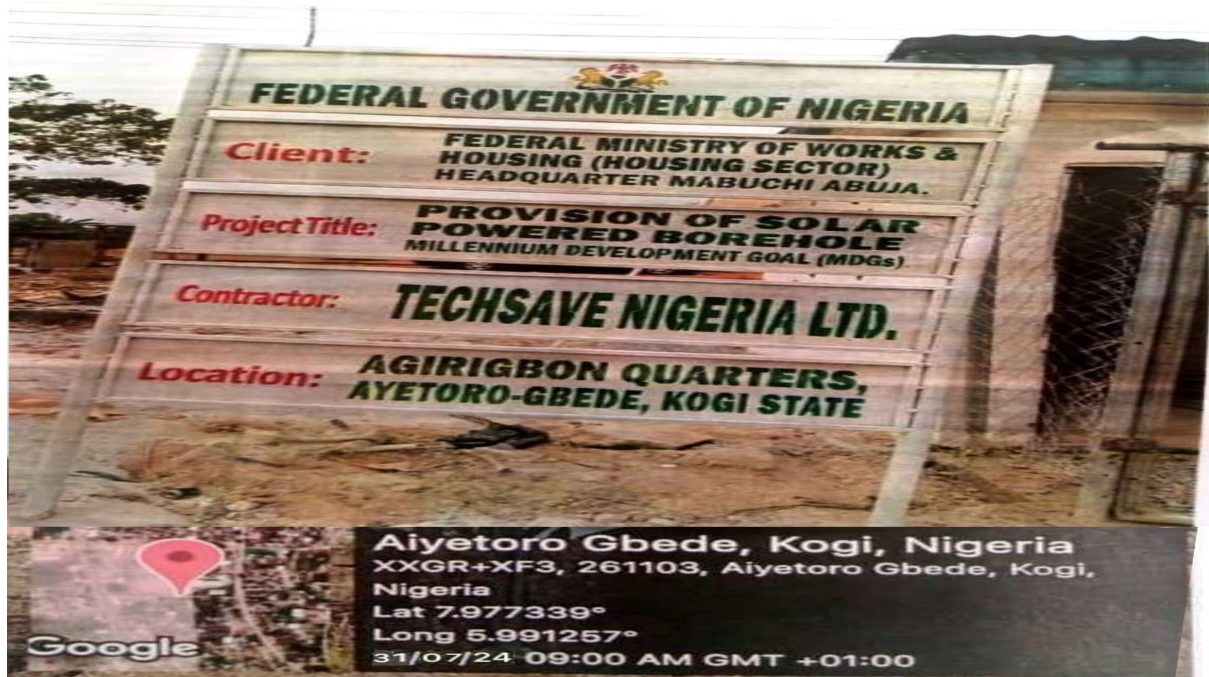 FEDERAL GOVERNMENT OF NIGERIA
Client: FEDERAL MINISTRY OF WORKS &
HOUSING (HOUSING SECTOR)
HEADQUARTER MABUCHI ABUJA.
Project Title: PROVISION OF SOLAR
POWERED BOREHOLE
MILLENNIUM DEVELOPMENT GOAL (MDGs)
Contractor: TECHSAVE NIGERIA LTD.
Location: AGIRIGBON QUARTERS,
AYETORO-GBEDE, KOGI STATE
Aiyetoro Gbede, Kogi, Nigeria
XXGR+XF3, 261103, Aiyetoro Gbede, Kogi,
Nigeria
Lat 7.977339°
Long 5.991257°
31/07/24 09:00 AM GMT +01:00
Google